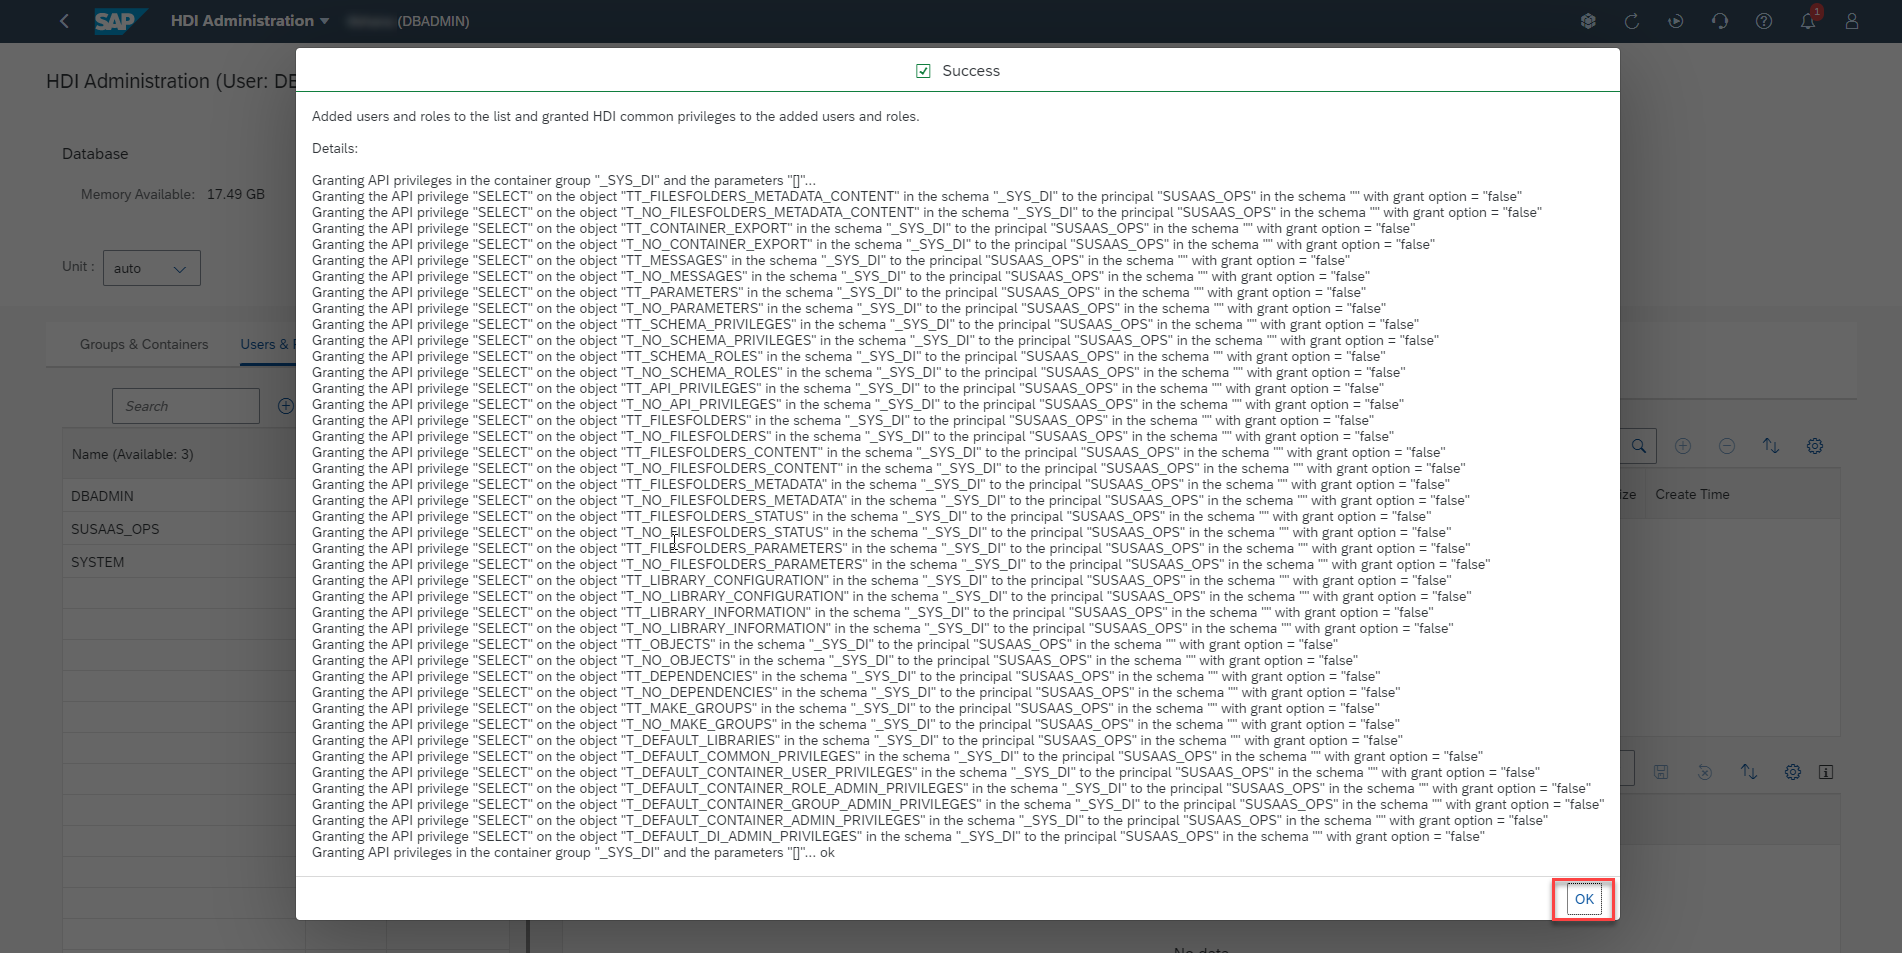 SAP HDI Administration (DBADMIN) 1
HDI Administration (User: DE
Success
Added users and roles to the list and granted HDI common privileges to the added users and roles.
Details:
Database
Memory Available: 17.49 GB
Unit : auto
Groups & Containers Users &
Search
Name (Available: 3)
DBADMIN
SUSAAS_OPS
SYSTEM
Granting API privileges in the container group "_SYS_DI" and the parameters "[]"...
Granting the API privilege "SELECT" on the object "TT_FILESFOLDERS_METADATA_CONTENT" in the schema "_SYS_DI" to the principal "SUSAAS_OPS" in the schema "" with grant option = "false"
Granting the API privilege "SELECT" on the object "T_NO_FILESFOLDERS_METADATA_CONTENT" in the schema "_SYS_DI" to the principal "SUSAAS_OPS" in the schema "" with grant option = "false"
Granting the API privilege "SELECT" on the object "TT_CONTAINER_EXPORT" in the schema "_SYS_DI" to the principal "SUSAAS_OPS" in the schema "" with grant option = "false"
Granting the API privilege "SELECT" on the object "T_NO_CONTAINER_EXPORT" in the schema "_SYS_DI" to the principal "SUSAAS_OPS" in the schema "" with grant option = "false"
Granting the API privilege "SELECT" on the object "TT_MESSAGES" in the schema "_SYS_DI" to the principal "SUSAAS_OPS" in the schema "" with grant option = "false"
Granting the API privilege "SELECT" on the object "T_NO_MESSAGES" in the schema "_SYS_DI" to the principal "SUSAAS_OPS" in the schema "" with grant option = "false"
Granting the API privilege "SELECT" on the object "TT_PARAMETERS" in the schema "_SYS_DI" to the principal "SUSAAS_OPS" in the schema "" with grant option = "false"
Granting the API privilege "SELECT" on the object "T_NO_PARAMETERS" in the schema "_SYS_DI" to the principal "SUSAAS_OPS" in the schema "" with grant option = "false"
Granting the API privilege "SELECT" on the object "TT_SCHEMA_PRIVILEGES" in the schema "_SYS_DI" to the principal "SUSAAS_OPS" in the schema "" with grant option = "false"
Granting the API privilege "SELECT" on the object "T_NO_SCHEMA_PRIVILEGES" in the schema "_SYS_DI" to the principal "SUSAAS_OPS" in the schema "" with grant option = "false"
Granting the API privilege "SELECT" on the object "TT_SCHEMA_ROLES" in the schema "_SYS_DI" to the principal "SUSAAS_OPS" in the schema "" with grant option = "false"
Granting the API privilege "SELECT" on the object "T_NO_SCHEMA_ROLES" in the schema "_SYS_DI" to the principal "SUSAAS_OPS" in the schema "" with grant option = "false"
Granting the API privilege "SELECT" on the object "TT_API_PRIVILEGES" in the schema "_SYS_DI" to the principal "SUSAAS_OPS" in the schema "" with grant option = "false"
Granting the API privilege "SELECT" on the object "T_NO_API_PRIVILEGES" in the schema "_SYS_DI" to the principal "SUSAAS_OPS" in the schema "" with grant option = "false"
Granting the API privilege "SELECT" on the object "TT_FILESFOLDERS" in the schema "_SYS_DI" to the principal "SUSAAS_OPS" in the schema "" with grant option = "false"
Granting the API privilege "SELECT" on the object "T_NO_FILESFOLDERS" in the schema "_SYS_DI" to the principal "SUSAAS_OPS" in the schema "" with grant option = "false"
Granting the API privilege "SELECT" on the object "TT_FILESFOLDERS_CONTENT" in the schema "_SYS_DI" to the principal "SUSAAS_OPS" in the schema "" with grant option = "false"
Granting the API privilege "SELECT" on the object "T_NO_FILESFOLDERS_CONTENT" in the schema "_SYS_DI" to the principal "SUSAAS_OPS" in the schema "" with grant option = "false"
Granting the API privilege "SELECT" on the object "TT_FILESFOLDERS_METADATA" in the schema "_SYS_DI" to the principal "SUSAAS_OPS" in the schema "" with grant option = "false"
Granting the API privilege "SELECT" on the object "T_NO_FILESFOLDERS_METADATA" in the schema "_SYS_DI" to the principal "SUSAAS_OPS" in the schema "" with grant option = "false"
Granting the API privilege "SELECT" on the object "TT_FILESFOLDERS_STATUS" in the schema "_SYS_DI" to the principal "SUSAAS_OPS" in the schema "" with grant option = "false"
Granting the API privilege "SELECT" on the object "T_NO_FILESFOLDERS_STATUS" in the schema "_SYS_DI" to the principal "SUSAAS_OPS" in the schema "" with grant option = "false"
Granting the API privilege "SELECT" on the object "TT_FILESFOLDERS_PARAMETERS" in the schema "_SYS_DI" to the principal "SUSAAS_OPS" in the schema "" with grant option = "false"
Granting the API privilege "SELECT" on the object "T_NO_FILESFOLDERS_PARAMETERS" in the schema "_SYS_DI" to the principal "SUSAAS_OPS" in the schema "" with grant option = "false"
Granting the API privilege "SELECT" on the object "TT_LIBRARY_CONFIGURATION" in the schema "_SYS_DI" to the principal "SUSAAS_OPS" in the schema "" with grant option = "false"
Granting the API privilege "SELECT" on the object "T_NO_LIBRARY_CONFIGURATION" in the schema "_SYS_DI" to the principal "SUSAAS_OPS" in the schema "" with grant option = "false"
Granting the API privilege "SELECT" on the object "TT_LIBRARY_INFORMATION" in the schema "_SYS_DI" to the principal "SUSAAS_OPS" in the schema "" with grant option = "false"
Granting the API privilege "SELECT" on the object "T_NO_LIBRARY_INFORMATION" in the schema "_SYS_DI" to the principal "SUSAAS_OPS" in the schema "" with grant option = "false"
Granting the API privilege "SELECT" on the object "TT_OBJECTS" in the schema "_SYS_DI" to the principal "SUSAAS_OPS" in the schema "" with grant option = "false"
Granting the API privilege "SELECT" on the object "T_NO_OBJECTS" in the schema "_SYS_DI" to the principal "SUSAAS_OPS" in the schema "" with grant option = "false"
Granting the API privilege "SELECT" on the object "TT_DEPENDENCIES" in the schema "_SYS_DI" to the principal "SUSAAS_OPS" in the schema "" with grant option = "false"
Granting the API privilege "SELECT" on the object "T_NO_DEPENDENCIES" in the schema "_SYS_DI" to the principal "SUSAAS_OPS" in the schema "" with grant option = "false"
Granting the API privilege "SELECT" on the object "TT_MAKE_GROUPS" in the schema "_SYS_DI" to the principal "SUSAAS_OPS" in the schema "" with grant option = "false"
Granting the API privilege "SELECT" on the object "T_NO_MAKE_GROUPS" in the schema "_SYS_DI" to the principal "SUSAAS_OPS" in the schema "" with grant option = "false"
Granting the API privilege "SELECT" on the object "T_DEFAULT_LIBRARIES" in the schema "_SYS_DI" to the principal "SUSAAS_OPS" in the schema "" with grant option = "false"
Granting the API privilege "SELECT" on the object "T_DEFAULT_COMMON_PRIVILEGES" in the schema "_SYS_DI" to the principal "SUSAAS_OPS" in the schema "" with grant option = "false"
Granting the API privilege "SELECT" on the object "T_DEFAULT_CONTAINER_USER_PRIVILEGES" in the schema "_SYS_DI" to the principal "SUSAAS_OPS" in the schema "" with grant option = "false"
Granting the API privilege "SELECT" on the object "T_DEFAULT_CONTAINER_ROLE_ADMIN_PRIVILEGES" in the schema "_SYS_DI" to the principal "SUSAAS_OPS" in the schema "" with grant option = "false"
Granting the API privilege "SELECT" on the object "T_DEFAULT_CONTAINER_GROUP_ADMIN_PRIVILEGES" in the schema "_SYS_DI" to the principal "SUSAAS_OPS" in the schema "" with grant option = "false"
Granting the API privilege "SELECT" on the object "T_DEFAULT_CONTAINER_ADMIN_PRIVILEGES" in the schema "_SYS_DI" to the principal "SUSAAS_OPS" in the schema "" with grant option = "false"
Granting the API privilege "SELECT" on the object "T_DEFAULT_DI_ADMIN_PRIVILEGES" in the schema "_SYS_DI" to the principal "SUSAAS_OPS" in the schema "" with grant option = "false"
Granting API privileges in the container group "_SYS_DI" and the parameters "[]"... ok
OK
ize Create Time
No data